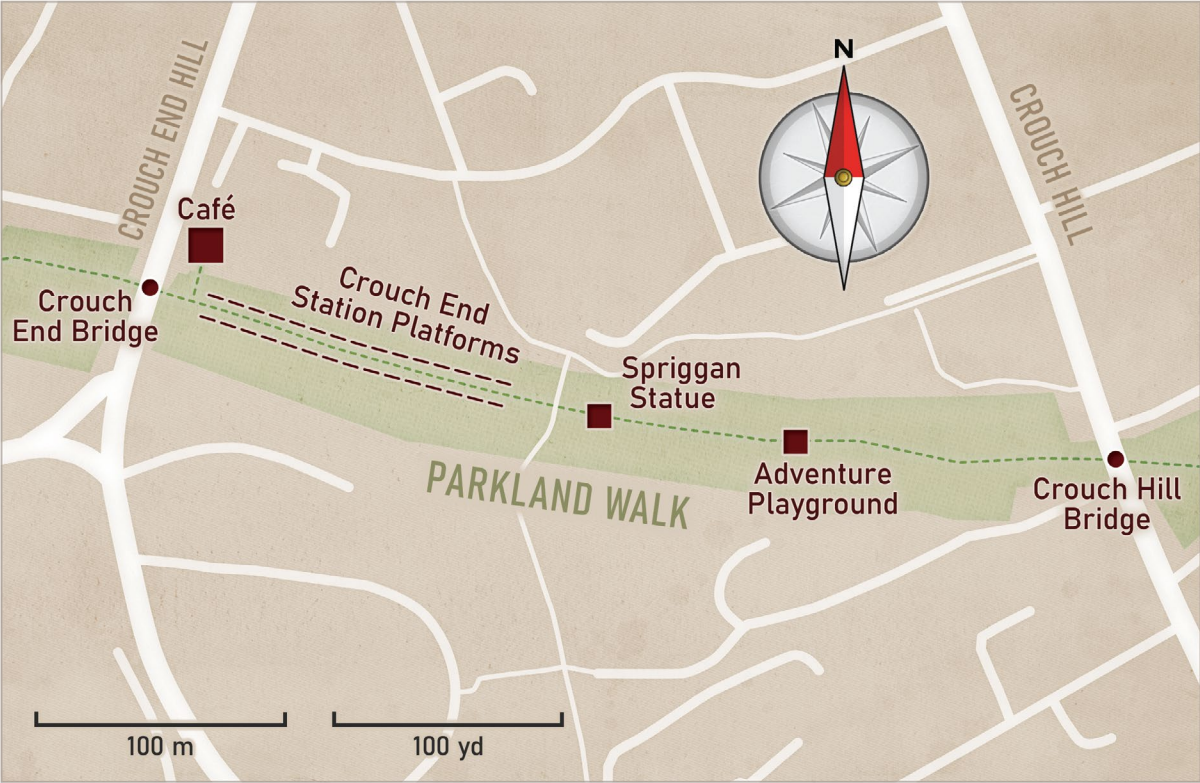 N
CROUCH END HILL
CROUCH HILL
Café
Crouch
End Bridge
Crouch End
Station Platforms
Spriggan
Statue
Adventure
Playground
PARKLAND WALK
Crouch Hill
Bridge
100 m
100 yd